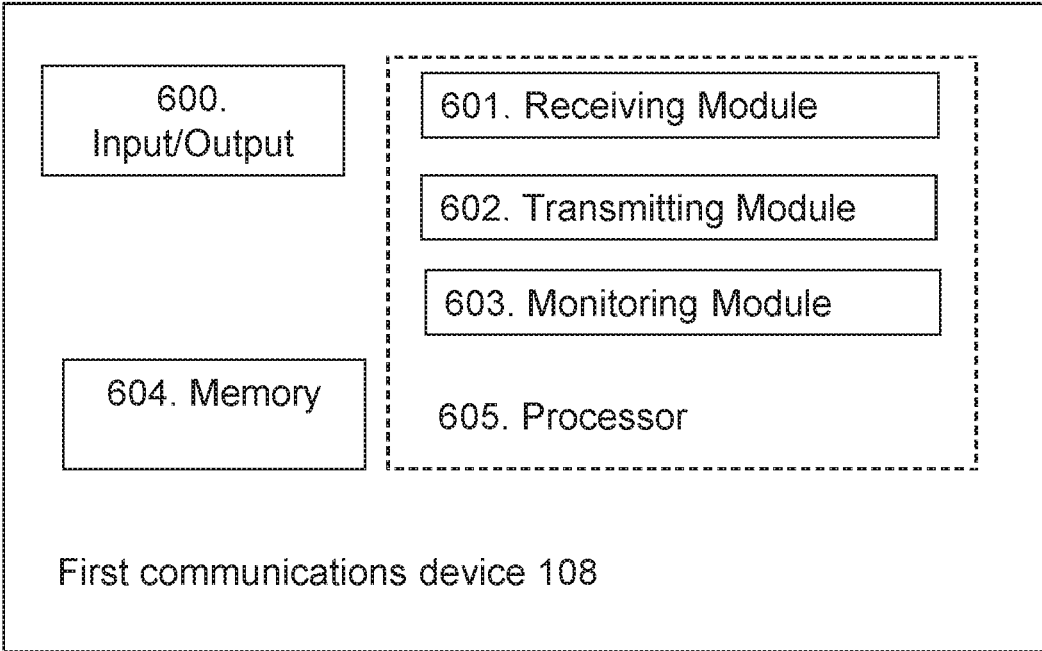 600.
Input/Output
601. Receiving Module
602. Transmitting Module
603. Monitoring Module
604. Memory
605. Processor
First communications device 108